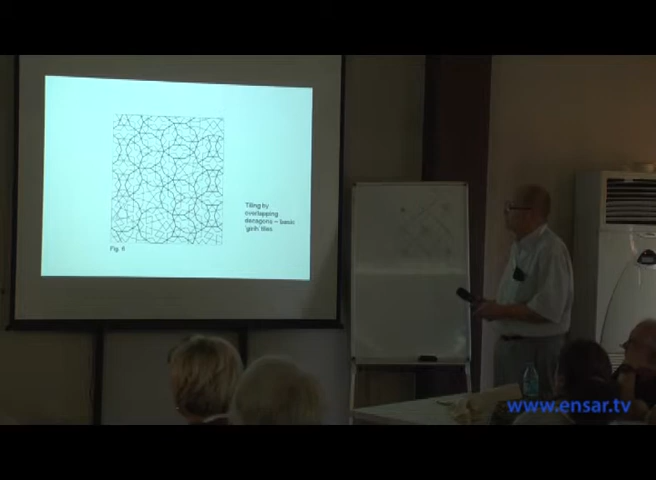 Tiling by
overlapping
decagons – basic
'girih' tiles
Fig. 6
www.ensar.tv